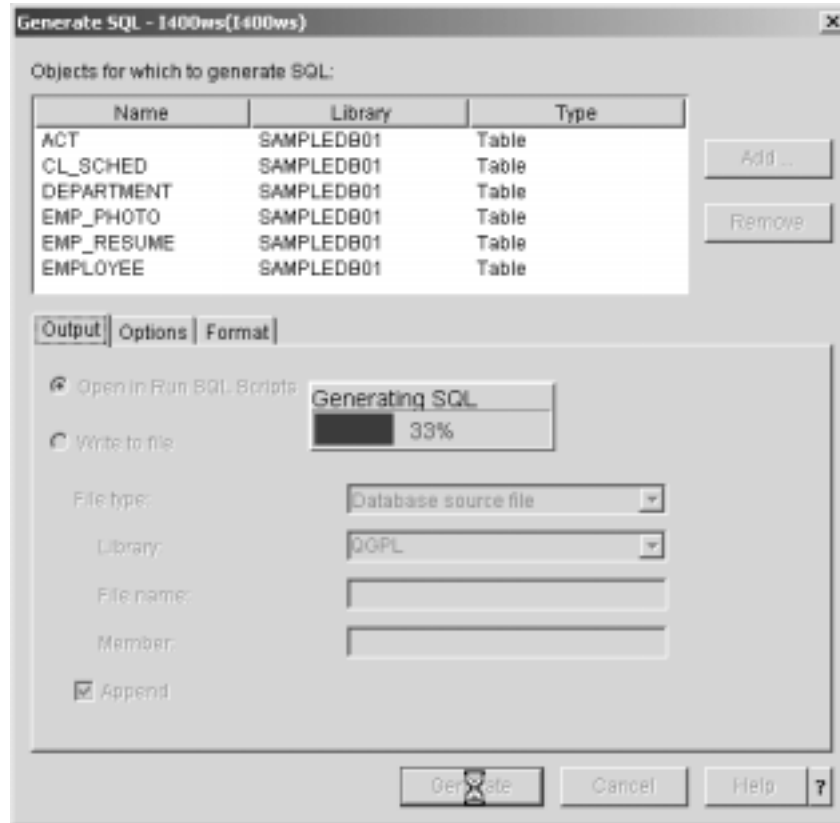 Generate SQL - I400ws(I400ws)
Objects for which to generate SQL:
Name Library Type
ACT SAMPLEDB01 Table
CL_SCHED SAMPLEDB01 Table
DEPARTMENT SAMPLEDB01 Table
EMP_PHOTO SAMPLEDB01 Table
EMP_RESUME SAMPLEDB01 Table
EMPLOYEE SAMPLEDB01 Table
Add ...
Remove
Output Options Format
Open in Run SQL Scripts
Generating SQL
33%
Write to file
File type: Database source file
Library: QGPL
File name:
Member:
Append
Generate Cancel Help ?